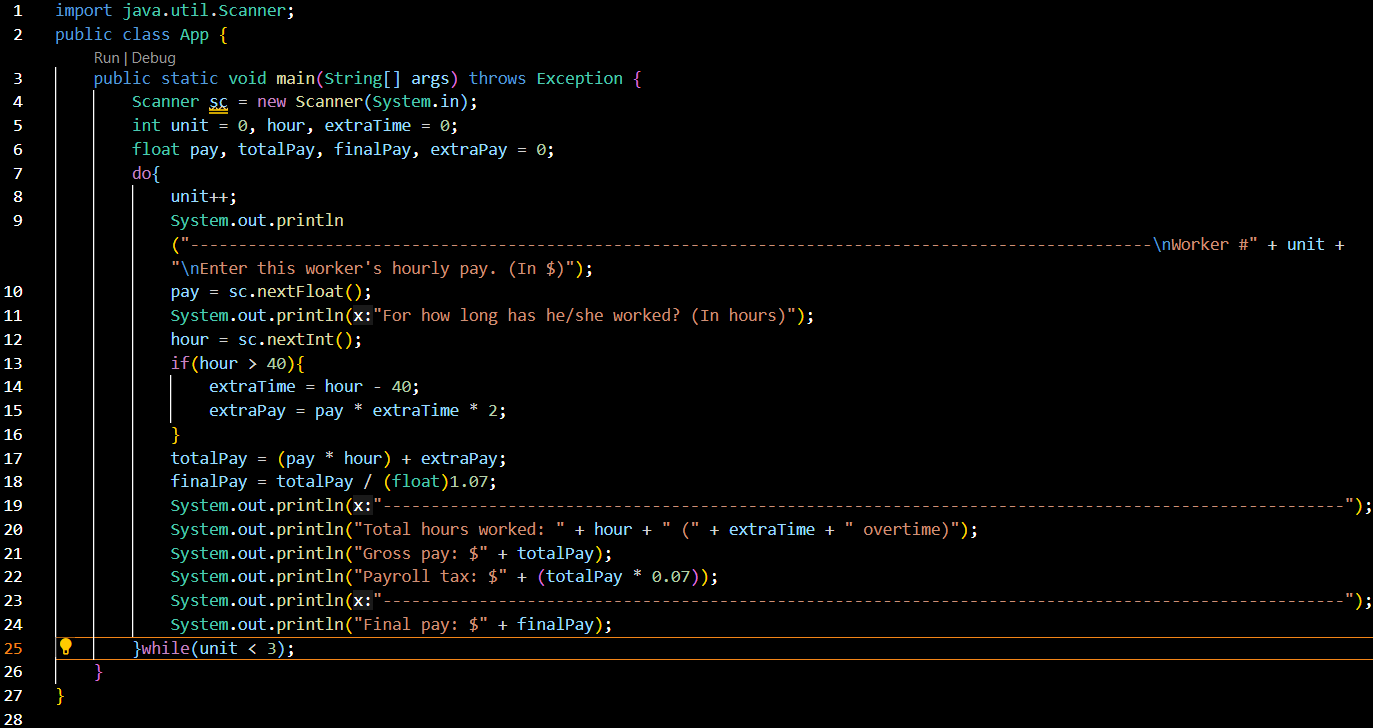 1 import java.util.Scanner;
2 public class App {
Run | Debug
3 public static void main(String[] args) throws Exception {
4 Scanner sc = new Scanner(System.in);
5 int unit = 0, hour, extraTime = 0;
6 float pay, totalPay, finalPay, extraPay = 0;
7 do{
8 unit++;
9 System.out.println
("----------------------------------------------------------------------------------------------------\nWorker #" + unit +
"\nEnter this worker's hourly pay. (In $)");
10 pay = sc.nextFloat();
11 System.out.println(x:"For how long has he/she worked? (In hours)");
12 hour = sc.nextInt();
13 if(hour > 40){
14 extraTime = hour - 40;
15 extraPay = pay * extraTime * 2;
16 }
17 totalPay = (pay * hour) + extraPay;
18 finalPay = totalPay / (float)1.07;
19 System.out.println(x:"----------------------------------------------------------------------------------------------------");
20 System.out.println("Total hours worked: " + hour + " (" + extraTime + " overtime)");
21 System.out.println("Gross pay: $" + totalPay);
22 System.out.println("Payroll tax: $" + (totalPay * 0.07));
23 System.out.println(x:"----------------------------------------------------------------------------------------------------");
24 System.out.println("Final pay: $" + finalPay);
25 }while(unit < 3);
26 }
27 }
28